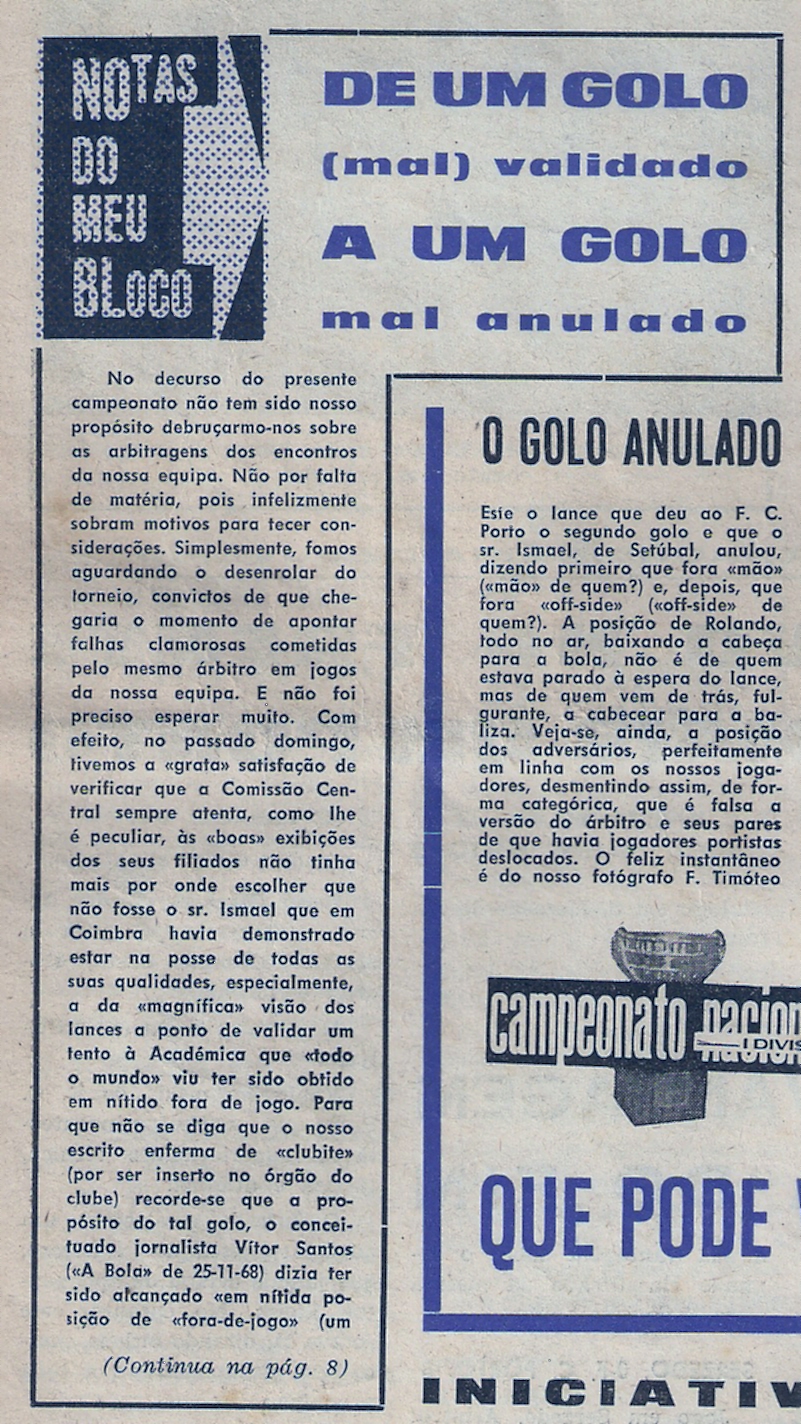 NOTAS
DO
MEU
BLOCO
DE UM GOLO
(mal) validado
A UM GOLO
mal anulado
No decurso do presente
campeonato não tem sido nosso
propósito debruçarmo-nos sobre
as arbitragens dos encontros
da nossa equipa. Não por falta
de matéria, pois infelizmente
sobram motivos para tecer con-
siderações. Simplesmente, fomos
aguardando o desenrolar do
torneio, convictos de que che-
garia o momento de apontar
falhas clamorosas cometidas
pelo mesmo árbitro em jogos
da nossa equipa. E não foi
preciso esperar muito. Com
efeito, no passado domingo,
tivemos a «grata» satisfação de
verificar que a Comissão Cen-
tral sempre atenta, como lhe
é peculiar, às «boas» exibições
dos seus filiados não tinha
mais por onde escolher que
não fosse o sr. Ismael que em
Coimbra havia demonstrado
estar na posse de todas as
suas qualidades, especialmente,
a da «magnífica» visão dos
lances a ponto de validar um
tento à Académica que «todo
o mundo» viu ter sido obtido
em nítido fora de jogo. Para
que não se diga que o nosso
escrito enferma de «clubite»
(por ser inserto no órgão do
clube) recorde-se que a pro-
pósito do tal golo, o concei-
tuado jornalista Vítor Santos
(«A Bola» de 25-11-68) dizia ter
sido alcançado «em nítida po-
sição de «fora-de-jogo» (um
(Continua na pág. 8)
O GOLO ANULADO
Este o lance que deu ao F. C.
Porto o segundo golo e que o
sr. Ismael, de Setúbal, anulou,
dizendo primeiro que fora «mão»
(«mão» de quem?) e, depois, que
fora «off-side» («off-side» de
quem?). A posição de Rolando,
todo no ar, baixando a cabeça
para a bola, não é de quem
estava parado à espera do lance,
mas de quem vem de trás, ful-
gurante, a cabecear para a ba-
liza. Veja-se, ainda, a posição
dos adversários, perfeitamente
em linha com os nossos joga-
dores, desmentindo assim, de for-
ma categórica, que é falsa a
versão do árbitro e seus pares
de que havia jogadores portistas
deslocados. O feliz instantâneo
é do nosso fotógrafo F. Timóteo
campeonato nacion
I DIVIS
QUE PODE
INICIATIV